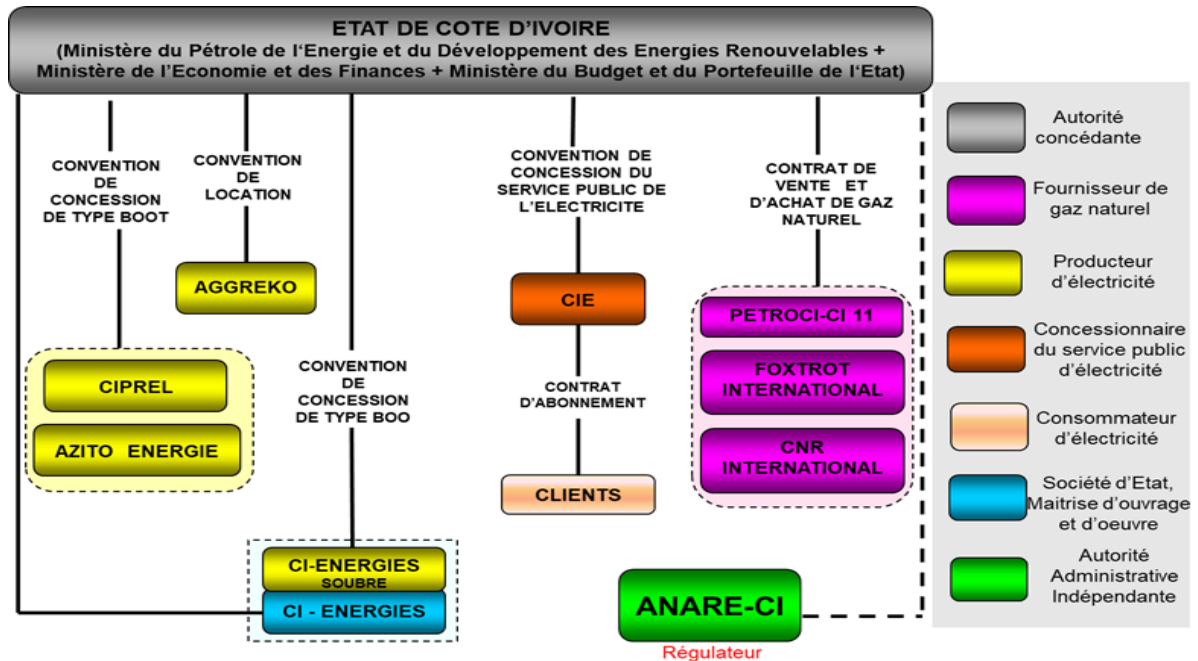 ETAT DE COTE D'IVOIRE
(Ministère du Pétrole de l'Energie et du Développement des Energies Renouvelables +
Ministère de l'Economie et des Finances + Ministère du Budget et du Portefeuille de l'Etat)
CONVENTION
DE
CONCESSION
DE TYPE BOOT
CONVENTION
DE
LOCATION
CONVENTION DE
CONCESSION DU
SERVICE PUBLIC DE
L'ELECTRICITE
CONTRAT DE
VENTE ET
D'ACHAT DE GAZ
NATUREL
AGGREKO
CIE
PETROCI-CI 11
FOXTROT
INTERNATIONAL
CNR
INTERNATIONAL
CIPREL
AZITO ENERGIE
CONVENTION
DE
CONCESSION
DE TYPE BOO
CONTRAT
D'ABONNEMENT
CLIENTS
CI-ENERGIES
SOUBRE
CI - ENERGIES
ANARE-CI
Régulateur
Autorité
concédante
Fournisseur de
gaz naturel
Producteur
d'électricité
Concessionnaire
du service public
d'électricité
Consommateur
d'électricité
Société d'Etat,
Maitrise d'ouvrage
et d'oeuvre
Autorité
Administrative
Indépendante